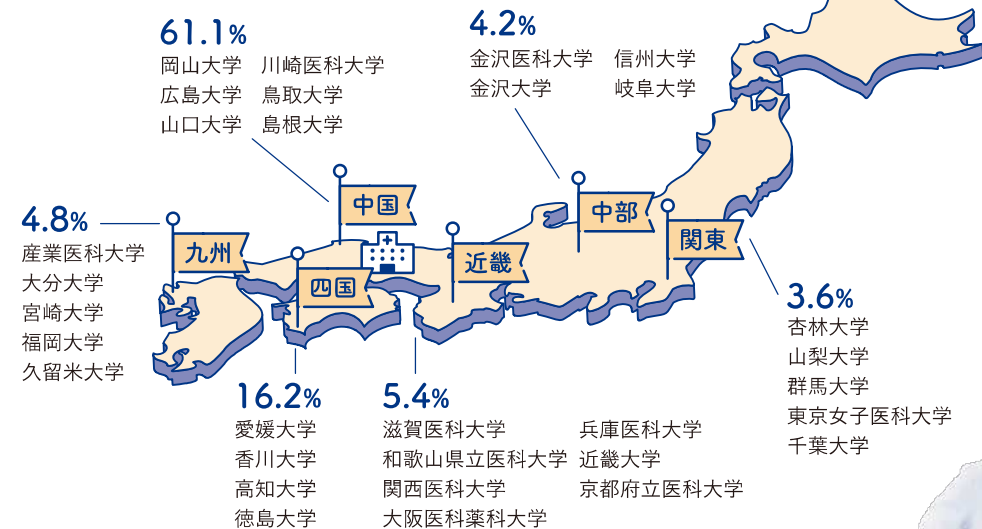 61.1%
岡山大学 川崎医科大学
広島大学 鳥取大学
山口大学 島根大学
4.2%
金沢医科大学 信州大学
金沢大学 岐阜大学
中国
中部
関東
九州
近畿
四国
4.8%
産業医科大学
大分大学
宮崎大学
福岡大学
久留米大学
3.6%
杏林大学
山梨大学
群馬大学
東京女子医科大学
千葉大学
16.2%
愛媛大学
香川大学
高知大学
徳島大学
5.4%
滋賀医科大学 兵庫医科大学
和歌山県立医科大学 近畿大学
関西医科大学 京都府立医科大学
大阪医科薬科大学